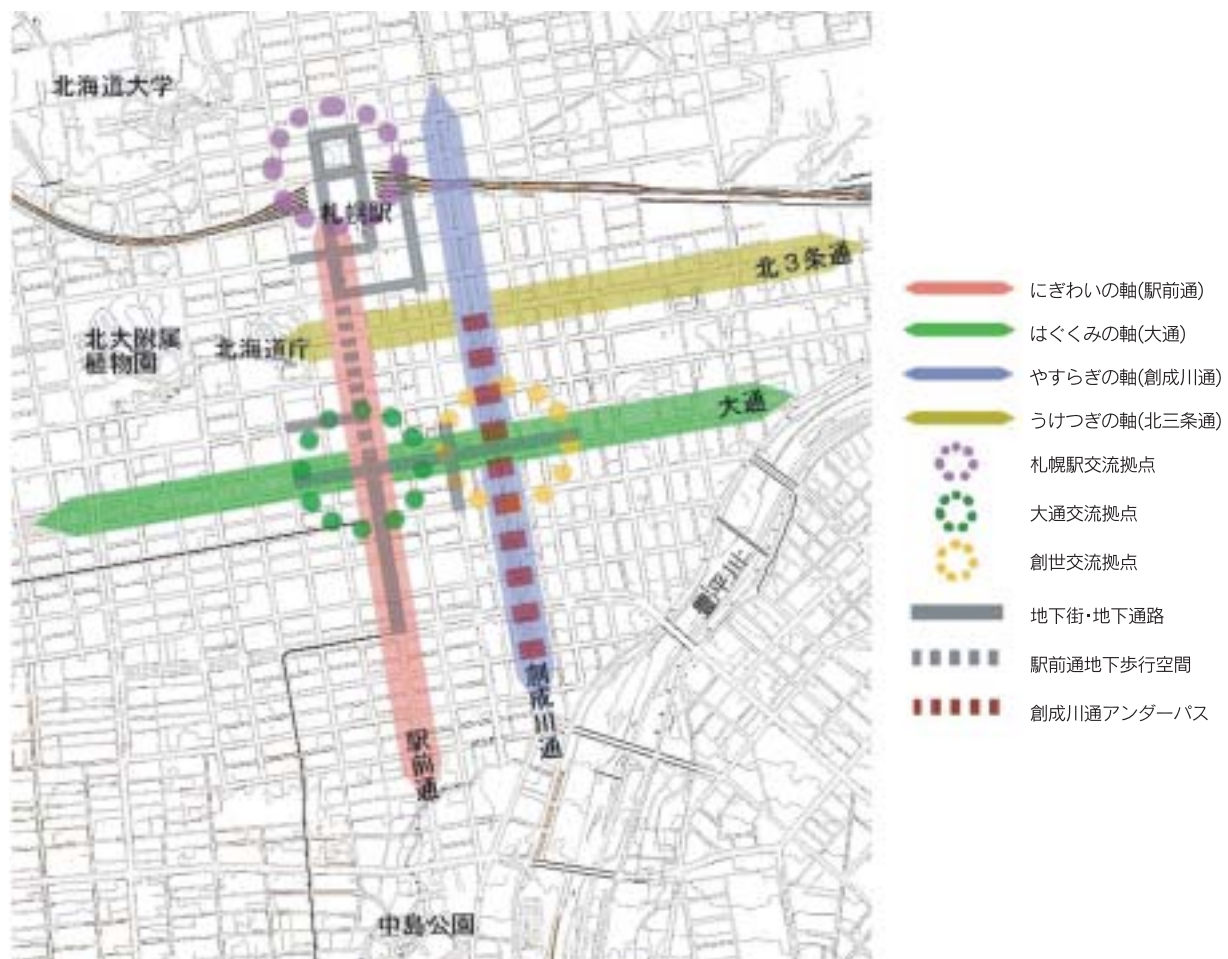 北海道大学
札幌駅
北3条通
北大附属
植物園
北海道庁
大通
豊平川
創成川通
駅前通
中島公園
にぎわいの軸(駅前通)
はぐくみの軸(大通)
やすらぎの軸(創成川通)
うけつぎの軸(北三条通)
札幌駅交流拠点
大通交流拠点
創世交流拠点
地下街・地下通路
駅前通地下歩行空間
創成川通アンダーパス